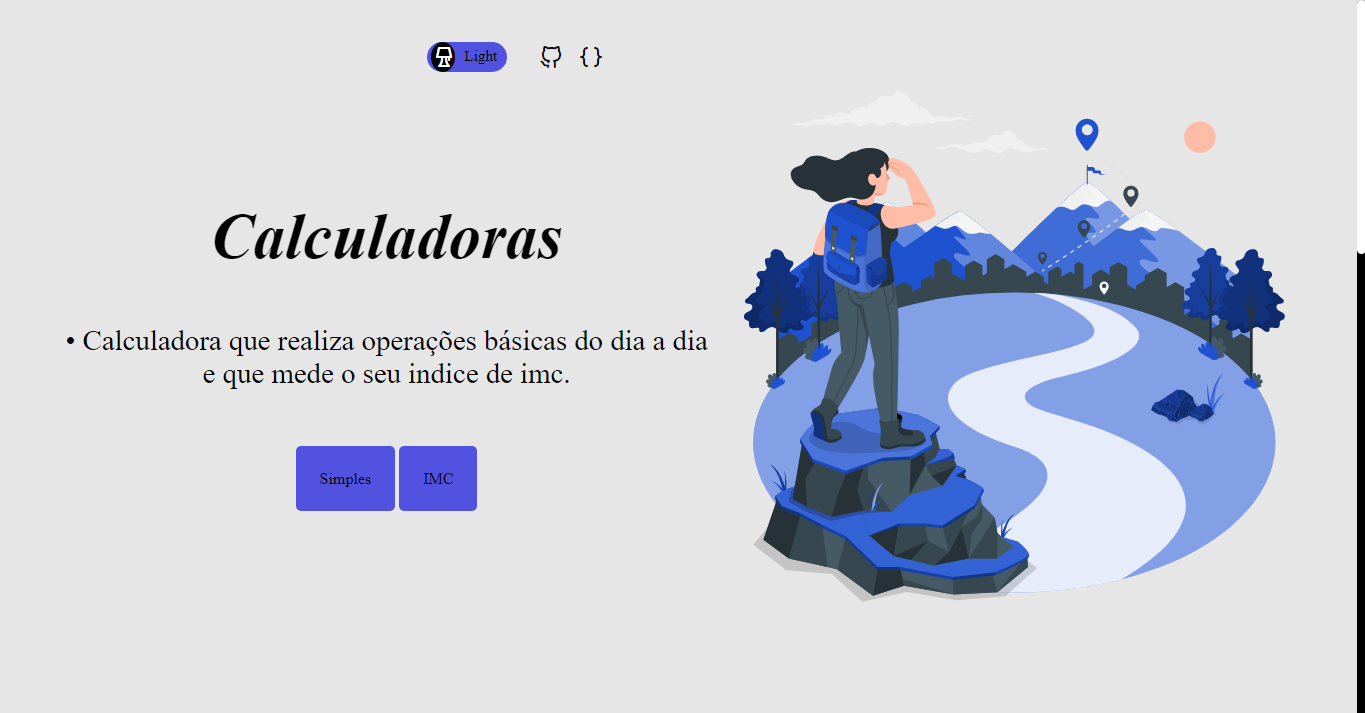 Light { }
Calculadoras
• Calculadora que realiza operações básicas do dia a dia
e que mede o seu indice de imc.
Simples IMC